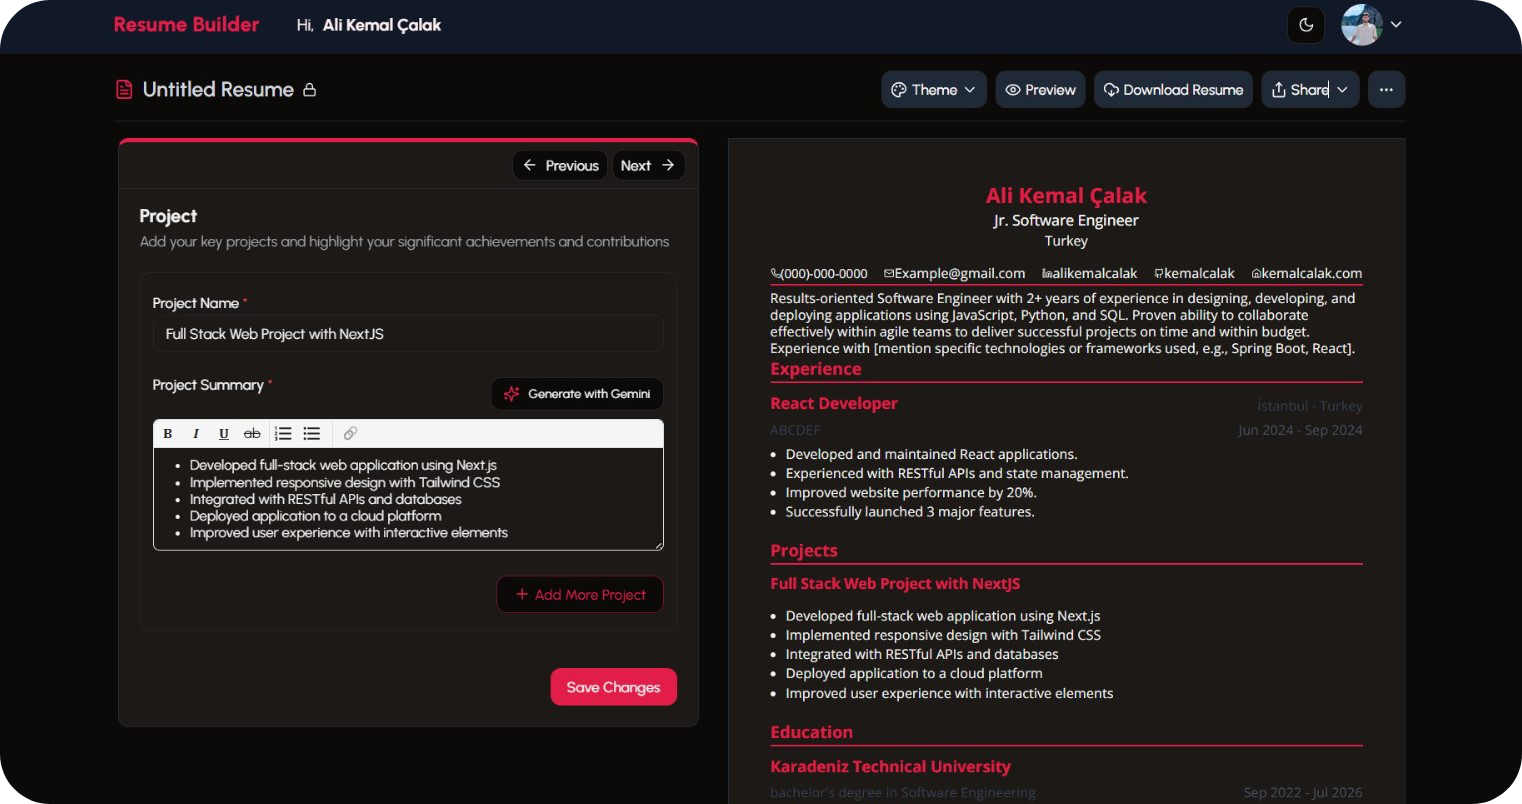 Resume Builder
Hi, Ali Kemal Çalak
Untitled Resume
Theme
Preview
Download Resume
Share
Previous
Next
Project
Add your key projects and highlight your significant achievements and contributions
Project Name *
Full Stack Web Project with NextJS
Project Summary *
Generate with Gemini
B I U ab
Developed full-stack web application using Next.js
Implemented responsive design with Tailwind CSS
Integrated with RESTful APIs and databases
Deployed application to a cloud platform
Improved user experience with interactive elements
+ Add More Project
Save Changes
Ali Kemal Çalak
Jr. Software Engineer
Turkey
(000)-000-0000 Example@gmail.com alikemalcalak kemalcalak kemalcalak.com
Results-oriented Software Engineer with 2+ years of experience in designing, developing, and
deploying applications using JavaScript, Python, and SQL. Proven ability to collaborate
effectively within agile teams to deliver successful projects on time and within budget.
Experience with [mention specific technologies or frameworks used, e.g., Spring Boot, React].
Experience
React Developer
İstanbul - Turkey
ABCDEF
Jun 2024 - Sep 2024
• Developed and maintained React applications.
• Experienced with RESTful APIs and state management.
• Improved website performance by 20%.
• Successfully launched 3 major features.
Projects
Full Stack Web Project with NextJS
• Developed full-stack web application using Next.js
• Implemented responsive design with Tailwind CSS
• Integrated with RESTful APIs and databases
• Deployed application to a cloud platform
• Improved user experience with interactive elements
Education
Karadeniz Technical University
bachelor's degree in Software Engineering
Sep 2022 - Jul 2026